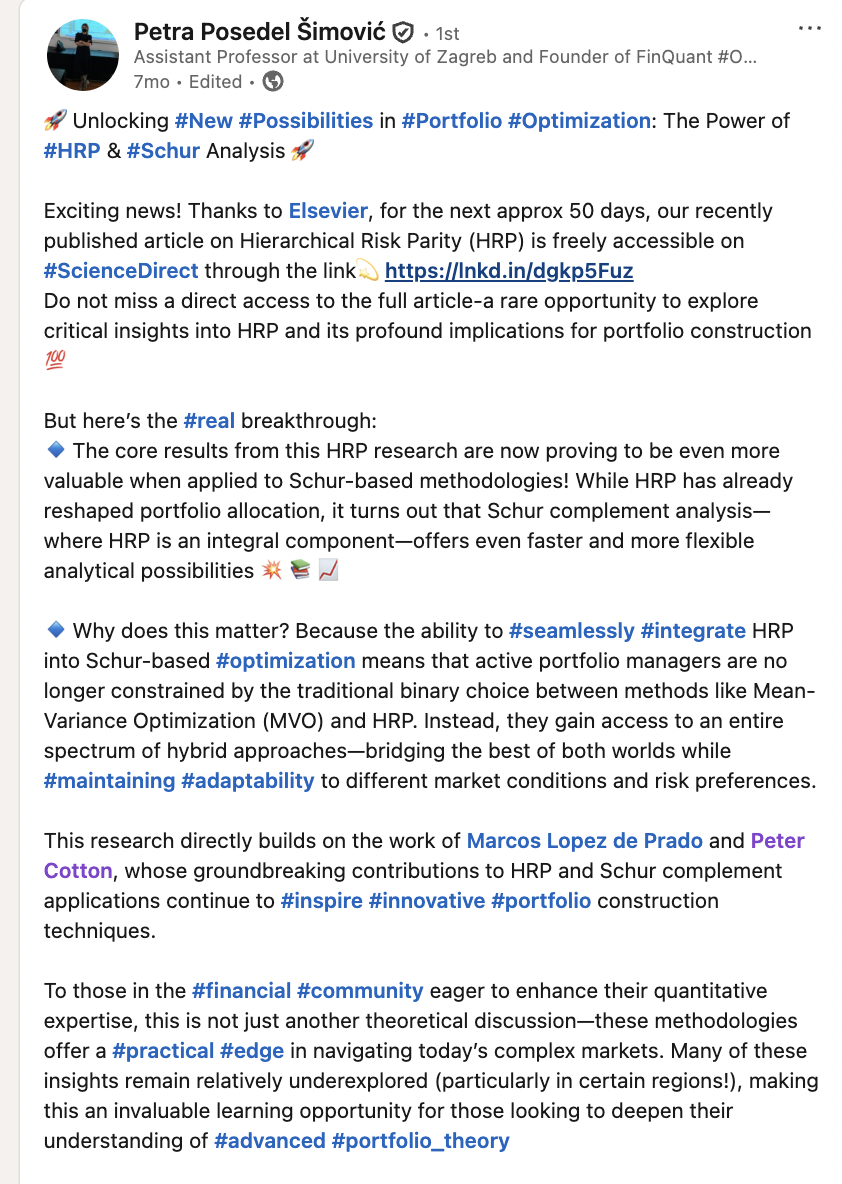 Petra Posedel Šimović • 1st
Assistant Professor at University of Zagreb and Founder of FinQuant #O...
7mo • Edited •
🚀 Unlocking #New #Possibilities in #Portfolio #Optimization: The Power of
#HRP & #Schur Analysis 🚀
Exciting news! Thanks to Elsevier, for the next approx 50 days, our recently
published article on Hierarchical Risk Parity (HRP) is freely accessible on
#ScienceDirect through the link💫 https://lnkd.in/dgkp5Fuz
Do not miss a direct access to the full article-a rare opportunity to explore
critical insights into HRP and its profound implications for portfolio construction
💯
But here’s the #real breakthrough:
🔹 The core results from this HRP research are now proving to be even more
valuable when applied to Schur-based methodologies! While HRP has already
reshaped portfolio allocation, it turns out that Schur complement analysis—
where HRP is an integral component—offers even faster and more flexible
analytical possibilities 💥 📚 📈
🔹 Why does this matter? Because the ability to #seamlessly #integrate HRP
into Schur-based #optimization means that active portfolio managers are no
longer constrained by the traditional binary choice between methods like Mean-
Variance Optimization (MVO) and HRP. Instead, they gain access to an entire
spectrum of hybrid approaches—bridging the best of both worlds while
#maintaining #adaptability to different market conditions and risk preferences.
This research directly builds on the work of Marcos Lopez de Prado and Peter
Cotton, whose groundbreaking contributions to HRP and Schur complement
applications continue to #inspire #innovative #portfolio construction
techniques.
To those in the #financial #community eager to enhance their quantitative
expertise, this is not just another theoretical discussion—these methodologies
offer a #practical #edge in navigating today’s complex markets. Many of these
insights remain relatively underexplored (particularly in certain regions!), making
this an invaluable learning opportunity for those looking to deepen their
understanding of #advanced #portfolio_theory